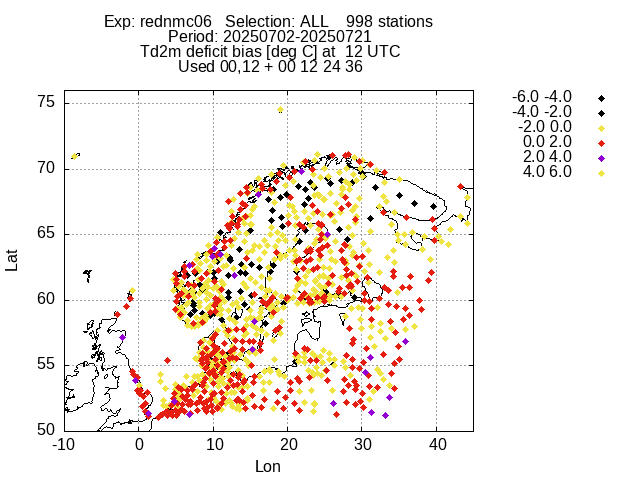 Exp: rednmc06 Selection: ALL 998 stations
Period: 20250702-20250721
Td2m deficit bias [deg C] at 12 UTC
Used 00,12 + 00 12 24 36
-6.0 -4.0
-4.0 -2.0
-2.0 0.0
0.0 2.0
2.0 4.0
4.0 6.0
75
70
65
60
55
50
Lat
-10 0 10 20 30 40
Lon